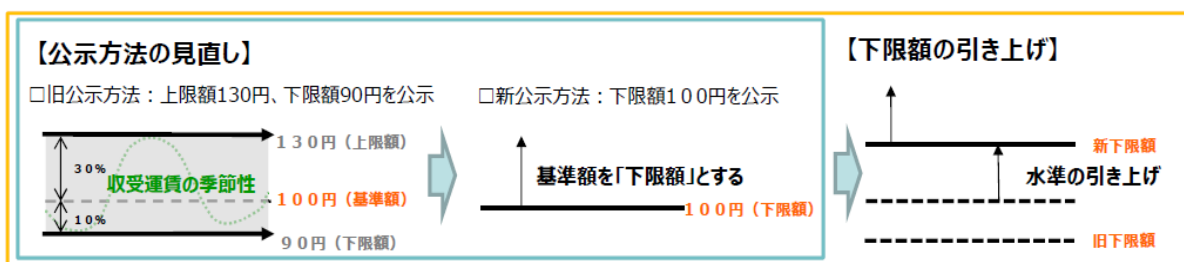 【公示方法の見直し】
□旧公示方法：上限額130円、下限額90円を公示
130円（上限額）
30%
収受運賃の季節性
100円（基準額）
10%
90円（下限額）
□新公示方法：下限額100円を公示
基準額を「下限額」とする
100円（下限額）
【下限額の引き上げ】
新下限額
水準の引き上げ
旧下限額